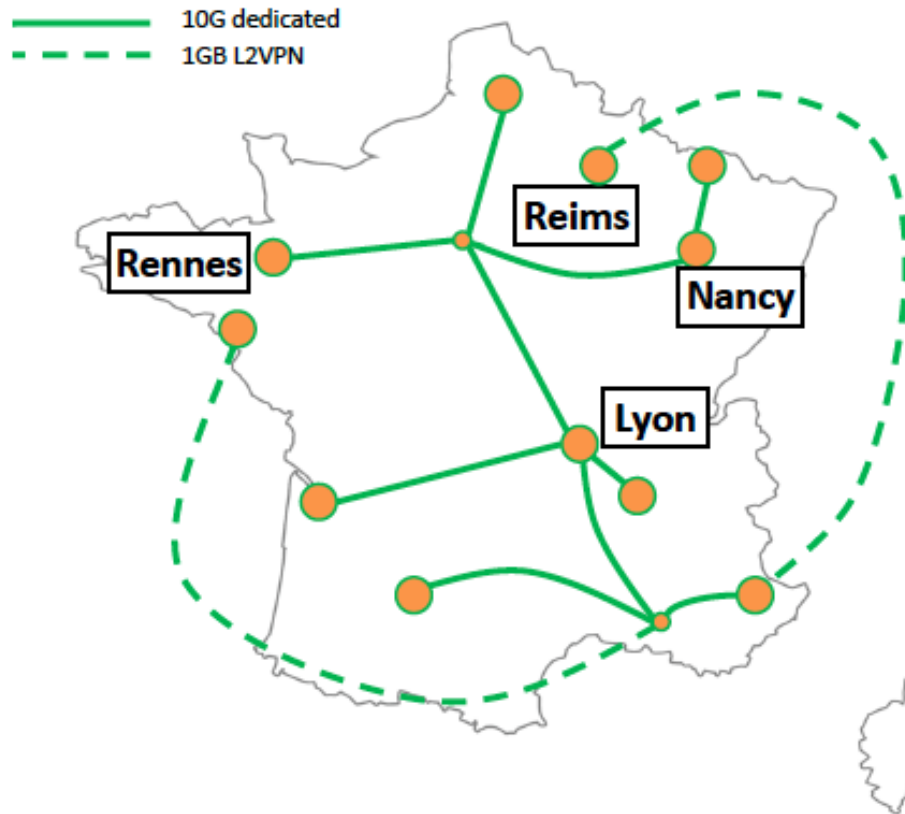 10G dedicated
1GB L2VPN
Reims
Rennes
Nancy
Lyon